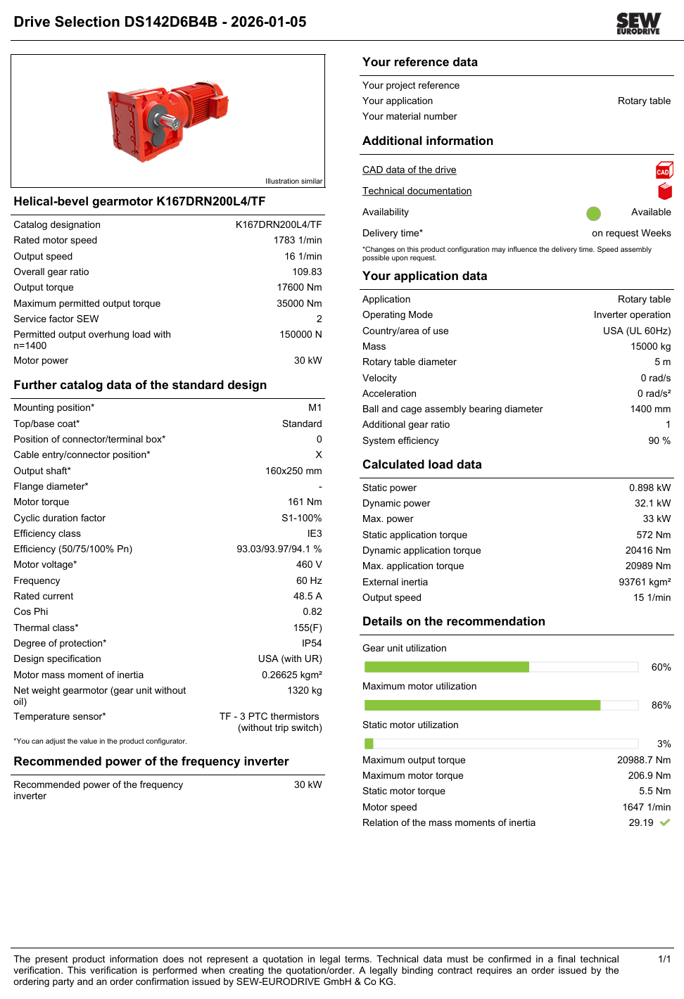 Drive Selection DS142D6B4B - 2026-01-05
SEW
EURODRIVE
Illustration similar
Helical-bevel gearmotor K167DRN200L4/TF
Catalog designation K167DRN200L4/TF
Rated motor speed 1783 1/min
Output speed 16 1/min
Overall gear ratio 109.83
Output torque 17600 Nm
Maximum permitted output torque 35000 Nm
Service factor SEW 2
Permitted output overhung load with 150000 N
n=1400
Motor power 30 kW
Further catalog data of the standard design
Mounting position* M1
Top/base coat* Standard
Position of connector/terminal box* 0
Cable entry/connector position* X
Output shaft* 160x250 mm
Flange diameter* -
Motor torque 161 Nm
Cyclic duration factor S1-100%
Efficiency class IE3
Efficiency (50/75/100% Pn) 93.03/93.97/94.1 %
Motor voltage* 460 V
Frequency 60 Hz
Rated current 48.5 A
Cos Phi 0.82
Thermal class* 155(F)
Degree of protection* IP54
Design specification USA (with UR)
Motor mass moment of inertia 0.26625 kgm²
Net weight gearmotor (gear unit without 1320 kg
oil)
Temperature sensor* TF - 3 PTC thermistors
(without trip switch)
*You can adjust the value in the product configurator.
Recommended power of the frequency inverter
Recommended power of the frequency 30 kW
inverter
Your reference data
Your project reference
Your application Rotary table
Your material number
Additional information
CAD data of the drive CAD
Technical documentation
Availability Available
Delivery time* on request Weeks
*Changes on this product configuration may influence the delivery time. Speed assembly
possible upon request.
Your application data
Application Rotary table
Operating Mode Inverter operation
Country/area of use USA (UL 60Hz)
Mass 15000 kg
Rotary table diameter 5 m
Velocity 0 rad/s
Acceleration 0 rad/s²
Ball and cage assembly bearing diameter 1400 mm
Additional gear ratio 1
System efficiency 90 %
Calculated load data
Static power 0.898 kW
Dynamic power 32.1 kW
Max. power 33 kW
Static application torque 572 Nm
Dynamic application torque 20416 Nm
Max. application torque 20989 Nm
External inertia 93761 kgm²
Output speed 15 1/min
Details on the recommendation
Gear unit utilization
60%
Maximum motor utilization
86%
Static motor utilization
3%
Maximum output torque 20988.7 Nm
Maximum motor torque 206.9 Nm
Static motor torque 5.5 Nm
Motor speed 1647 1/min
Relation of the mass moments of inertia 29.19
The present product information does not represent a quotation in legal terms. Technical data must be confirmed in a final technical 1/1
verification. This verification is performed when creating the quotation/order. A legally binding contract requires an order issued by the
ordering party and an order confirmation issued by SEW-EURODRIVE GmbH & Co KG.